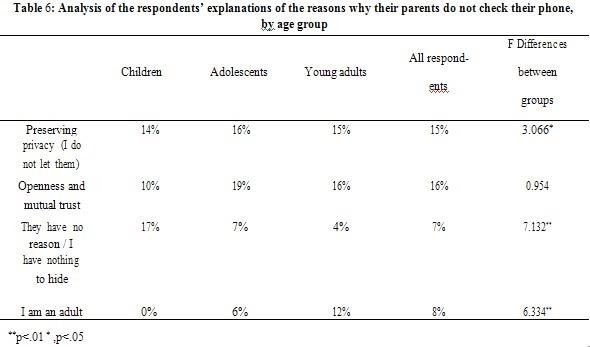 Table 6: Analysis of the respondents' explanations of the reasons why their parents do not check their phone,
by age group
Children Adolescents Young adults All respond-
ents F Differences
between
groups
Preserving 14% 16% 15% 15% 3.066*
privacy (I do
not let them)
Openness and 10% 19% 16% 16% 0.954
mutual trust
They have no 17% 7% 4% 7% 7.132**
reason / I
have nothing
to hide
I am an adult 0% 6% 12% 8% 6.334**
**p<.01 * ,p<.05